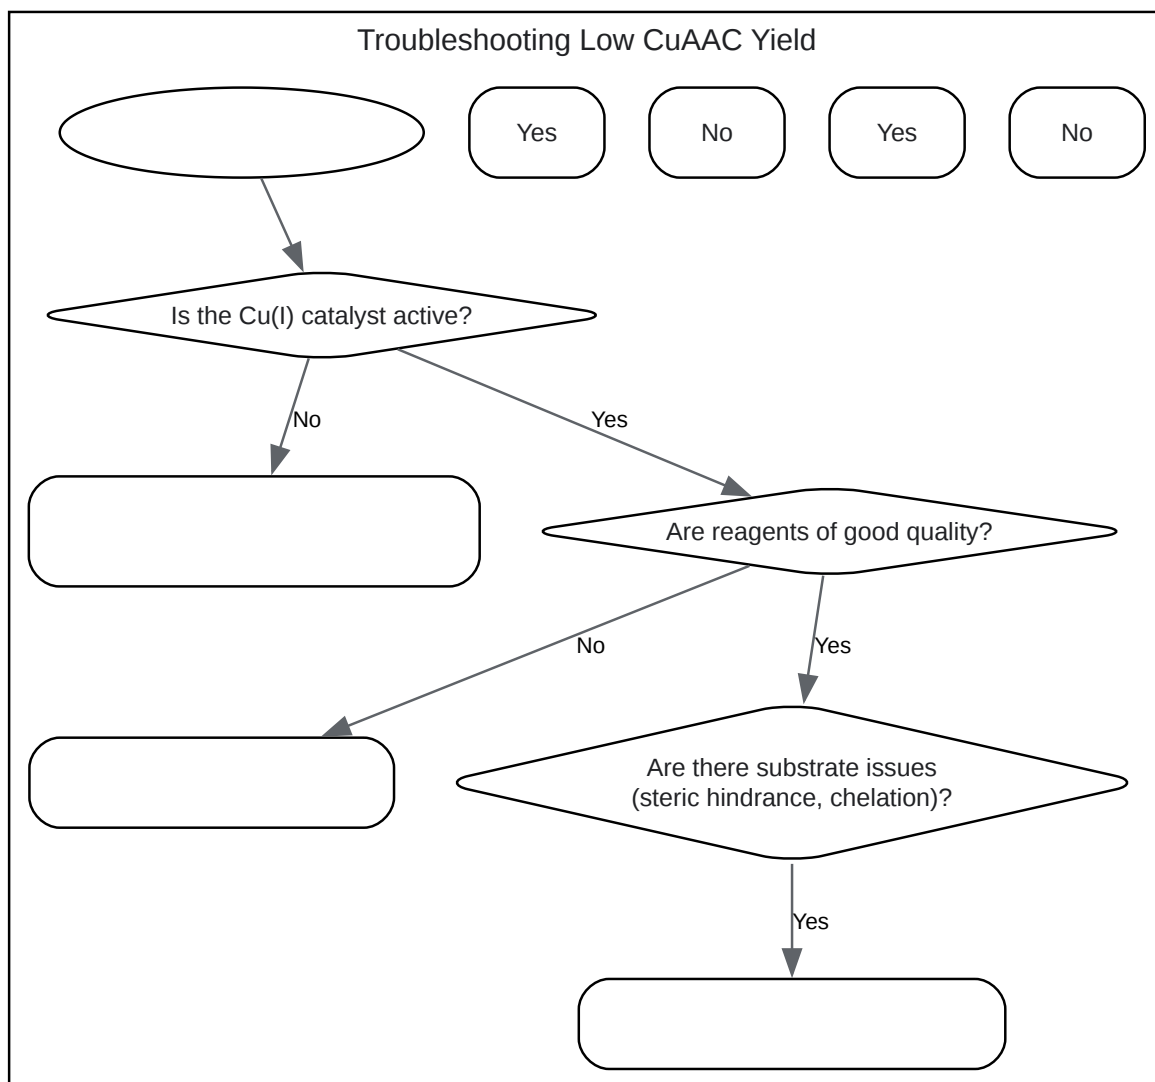 Troubleshooting Low CuAAC Yield
Yes
No
Yes
No
Is the Cu(I) catalyst active?
No
Yes
Are reagents of good quality?
No
Yes
Are there substrate issues
(steric hindrance, chelation)?
Yes